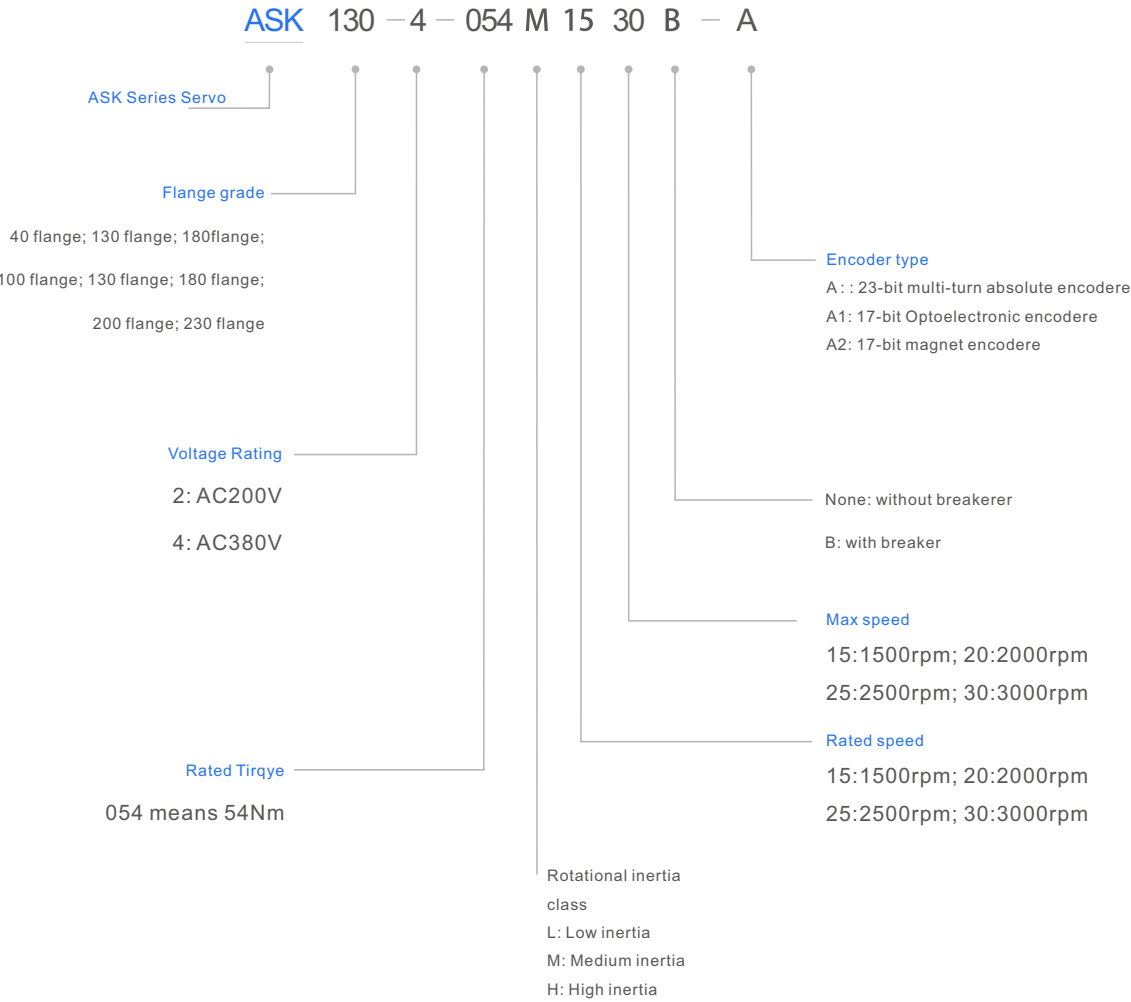 ASK 130 - 4 - 054 M 15 30 B - A
ASK Series Servo
Flange grade
40 flange; 130 flange; 180flange;
100 flange; 130 flange; 180 flange;
200 flange; 230 flange
Encoder type
A : : 23-bit multi-turn absolute encodere
A1: 17-bit Optoelectronic encodere
A2: 17-bit magnet encodere
Voltage Rating
2: AC200V
4: AC380V
None: without breakerer
B: with breaker
Max speed
15:1500rpm; 20:2000rpm
25:2500rpm; 30:3000rpm
Rated speed
15:1500rpm; 20:2000rpm
25:2500rpm; 30:3000rpm
Rated Tirqye
054 means 54Nm
Rotational inertia
class
L: Low inertia
M: Medium inertia
H: High inertia